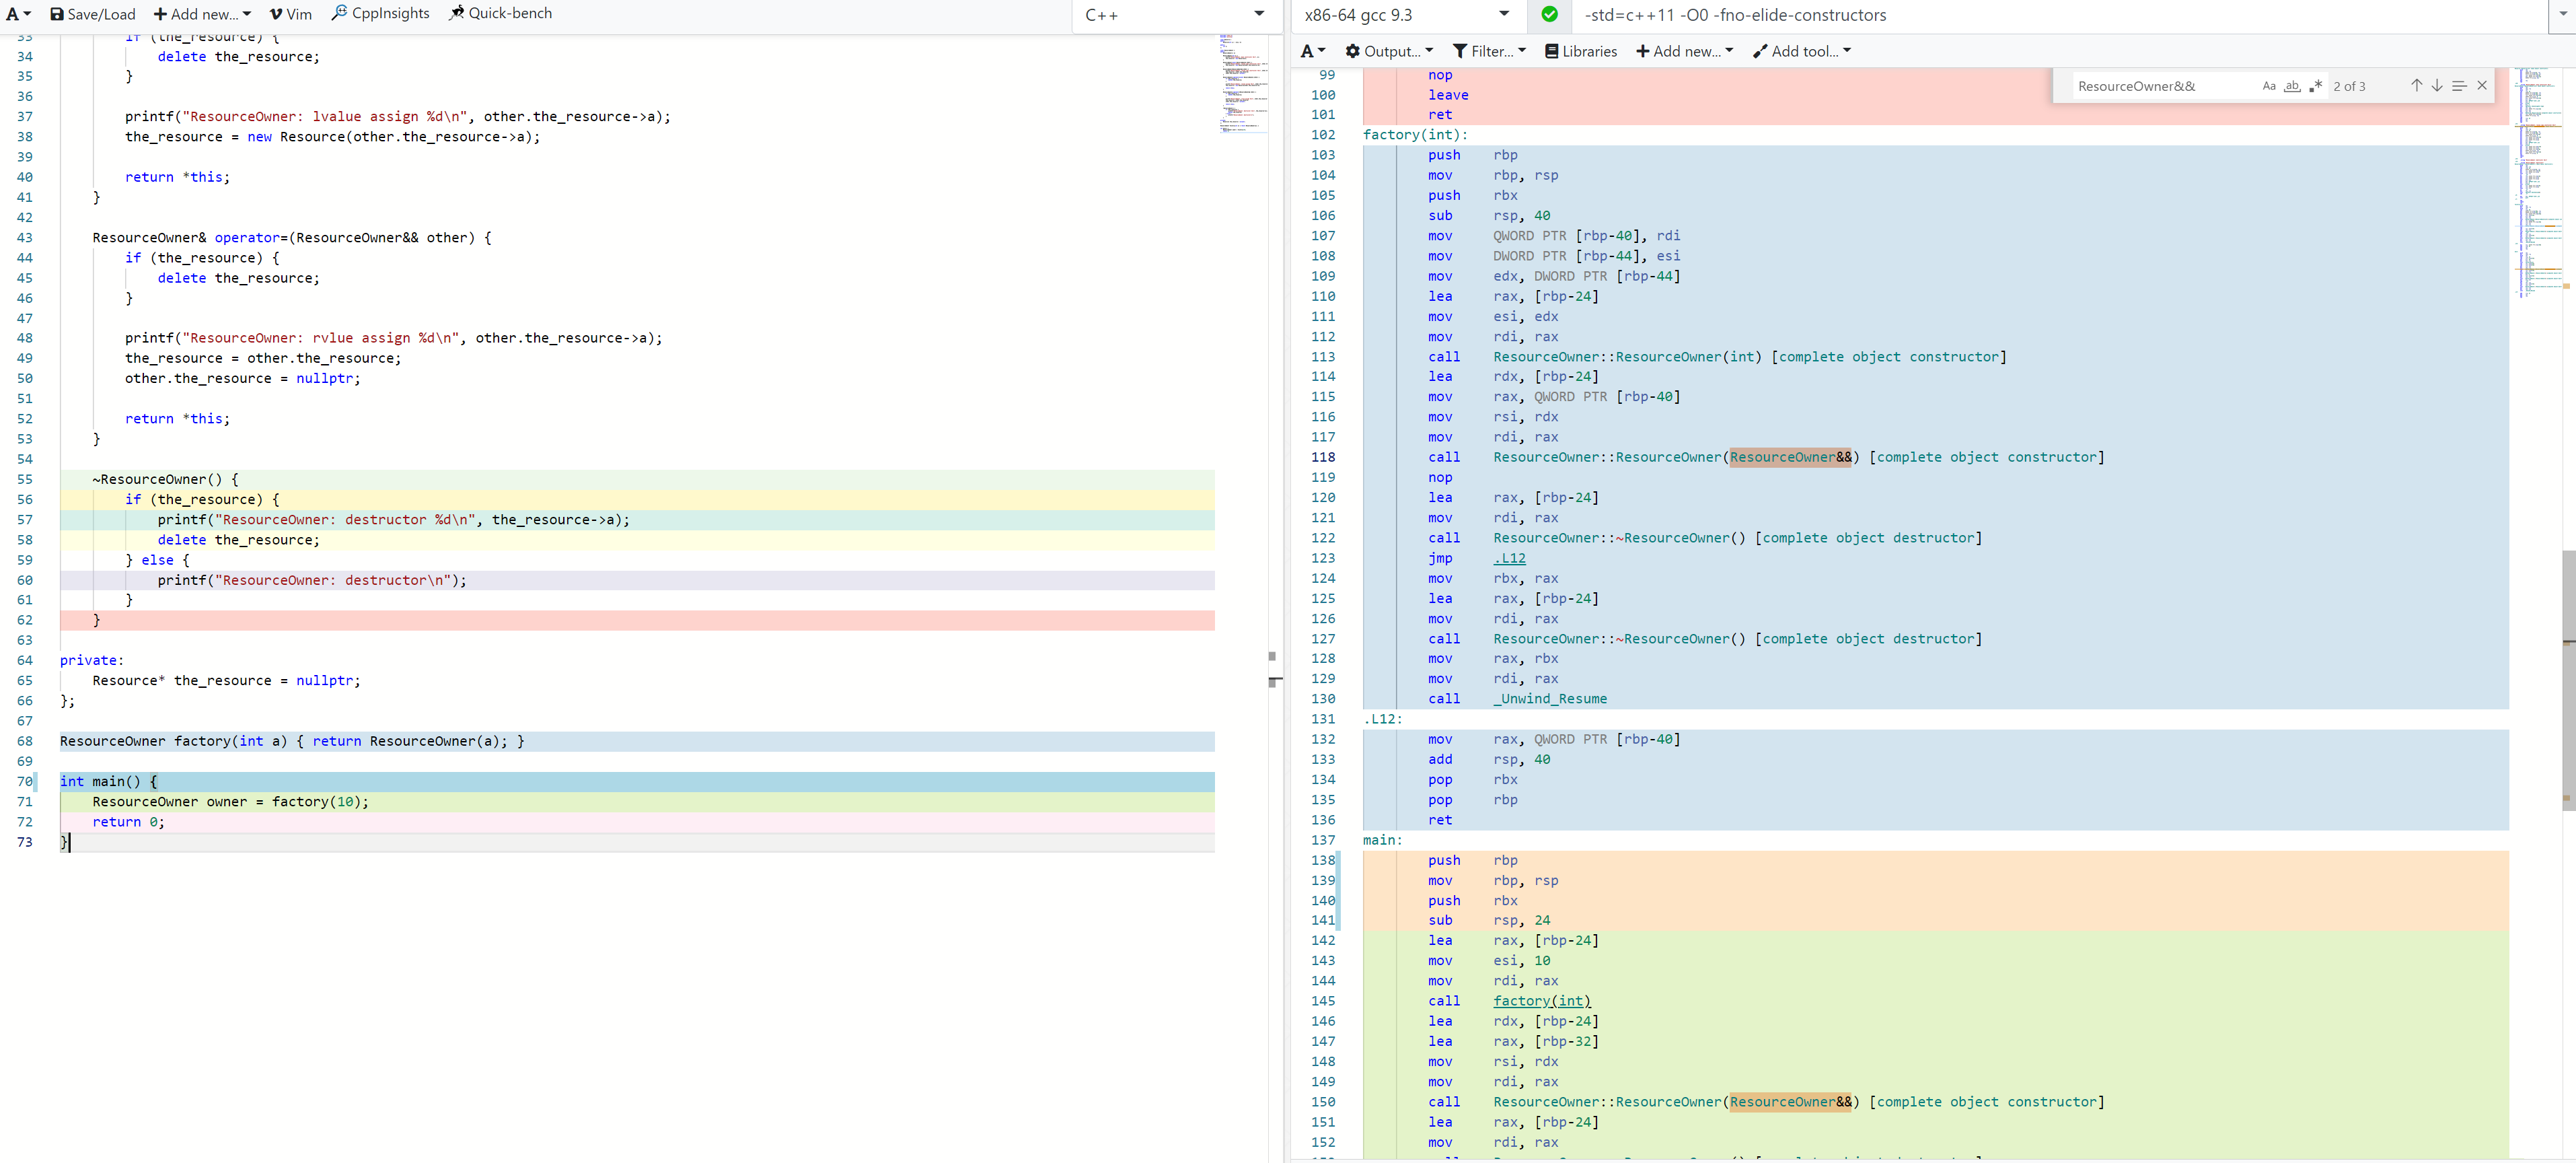 A Save/Load + Add new... Vim CppInsights Quick-bench C++
33 if (the_resource) {
34 delete the_resource;
35 }
36
37 printf("ResourceOwner: lvalue assign %d\n", other.the_resource->a);
38 the_resource = new Resource(other.the_resource->a);
39
40 return *this;
41 }
42
43 ResourceOwner& operator=(ResourceOwner&& other) {
44 if (the_resource) {
45 delete the_resource;
46 }
47
48 printf("ResourceOwner: rvlue assign %d\n", other.the_resource->a);
49 the_resource = other.the_resource;
50 other.the_resource = nullptr;
51
52 return *this;
53 }
54
55 ~ResourceOwner() {
56 if (the_resource) {
57 printf("ResourceOwner: destructor %d\n", the_resource->a);
58 delete the_resource;
59 } else {
60 printf("ResourceOwner: destructor\n");
61 }
62 }
63
64 private:
65 Resource* the_resource = nullptr;
66 };
67
68 ResourceOwner factory(int a) { return ResourceOwner(a); }
69
70 int main() {
71 ResourceOwner owner = factory(10);
72 return 0;
73 }
x86-64 gcc 9.3 -std=c++11 -O0 -fno-elide-constructors
A Output... Filter... Libraries + Add new... Add tool...
ResourceOwner&& Aa ab .* 2 of 3
99 nop
100 leave
101 ret
102 factory(int):
103 push rbp
104 mov rbp, rsp
105 push rbx
106 sub rsp, 40
107 mov QWORD PTR [rbp-40], rdi
108 mov DWORD PTR [rbp-44], esi
109 mov edx, DWORD PTR [rbp-44]
110 lea rax, [rbp-24]
111 mov esi, edx
112 mov rdi, rax
113 call ResourceOwner::ResourceOwner(int) [complete object constructor]
114 lea rdx, [rbp-24]
115 mov rax, QWORD PTR [rbp-40]
116 mov rsi, rdx
117 mov rdi, rax
118 call ResourceOwner::ResourceOwner(ResourceOwner&&) [complete object constructor]
119 nop
120 lea rax, [rbp-24]
121 mov rdi, rax
122 call ResourceOwner::~ResourceOwner() [complete object destructor]
123 jmp .L12
124 mov rbx, rax
125 lea rax, [rbp-24]
126 mov rdi, rax
127 call ResourceOwner::~ResourceOwner() [complete object destructor]
128 mov rax, rbx
129 mov rdi, rax
130 call _Unwind_Resume
131 .L12:
132 mov rax, QWORD PTR [rbp-40]
133 add rsp, 40
134 pop rbx
135 pop rbp
136 ret
137 main:
138 push rbp
139 mov rbp, rsp
140 push rbx
141 sub rsp, 24
142 lea rax, [rbp-24]
143 mov esi, 10
144 mov rdi, rax
145 call factory(int)
146 lea rdx, [rbp-24]
147 lea rax, [rbp-32]
148 mov rsi, rdx
149 mov rdi, rax
150 call ResourceOwner::ResourceOwner(ResourceOwner&&) [complete object constructor]
151 lea rax, [rbp-24]
152 mov rdi, rax